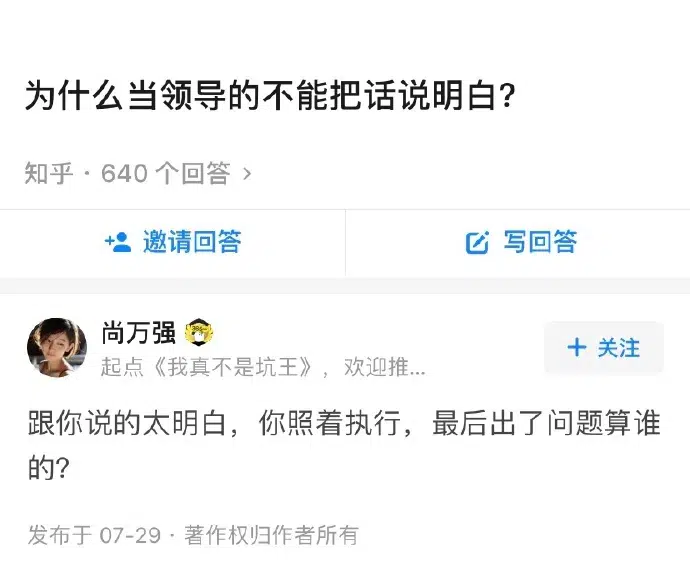 为什么当领导的不能把话说明白?
知乎 · 640 个回答 >
邀请回答
写回答
尚万强
+ 关注
起点《我真不是坑王》，欢迎推...
跟你说的太明白，你照着执行，最后出了问题算谁
的?
发布于 07-29 · 著作权归作者所有